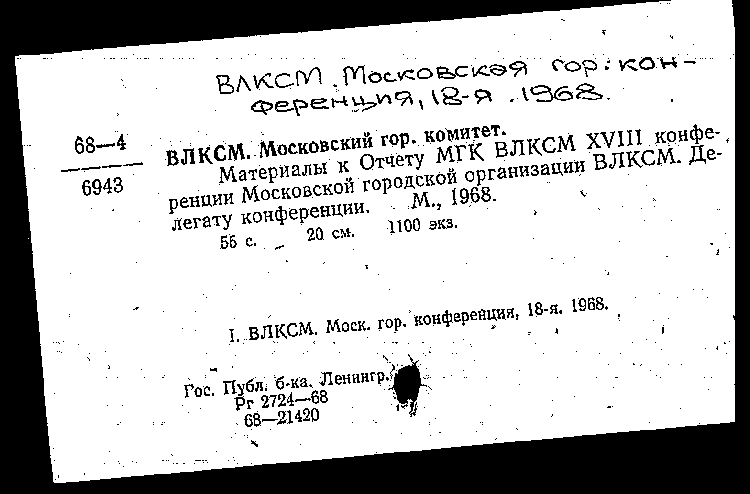 ВЛКСМ. Московская гор. кон-
ференция, 18-я. 1968.
68—4
6943
ВЛКСМ. Московский гор. комитет.
Материалы к Отчету МГК ВЛКСМ XVIII конфе-
ренции Московской городской организации ВЛКСМ. Де-
легату конференции. М., 1968.
56 с. 20 см. 1100 экз.
I. ВЛКСМ. Моск. гор. конференция, 18-я. 1968.
Гос. Публ. б-ка. Ленингр.
Рг 2724—68
68—21420